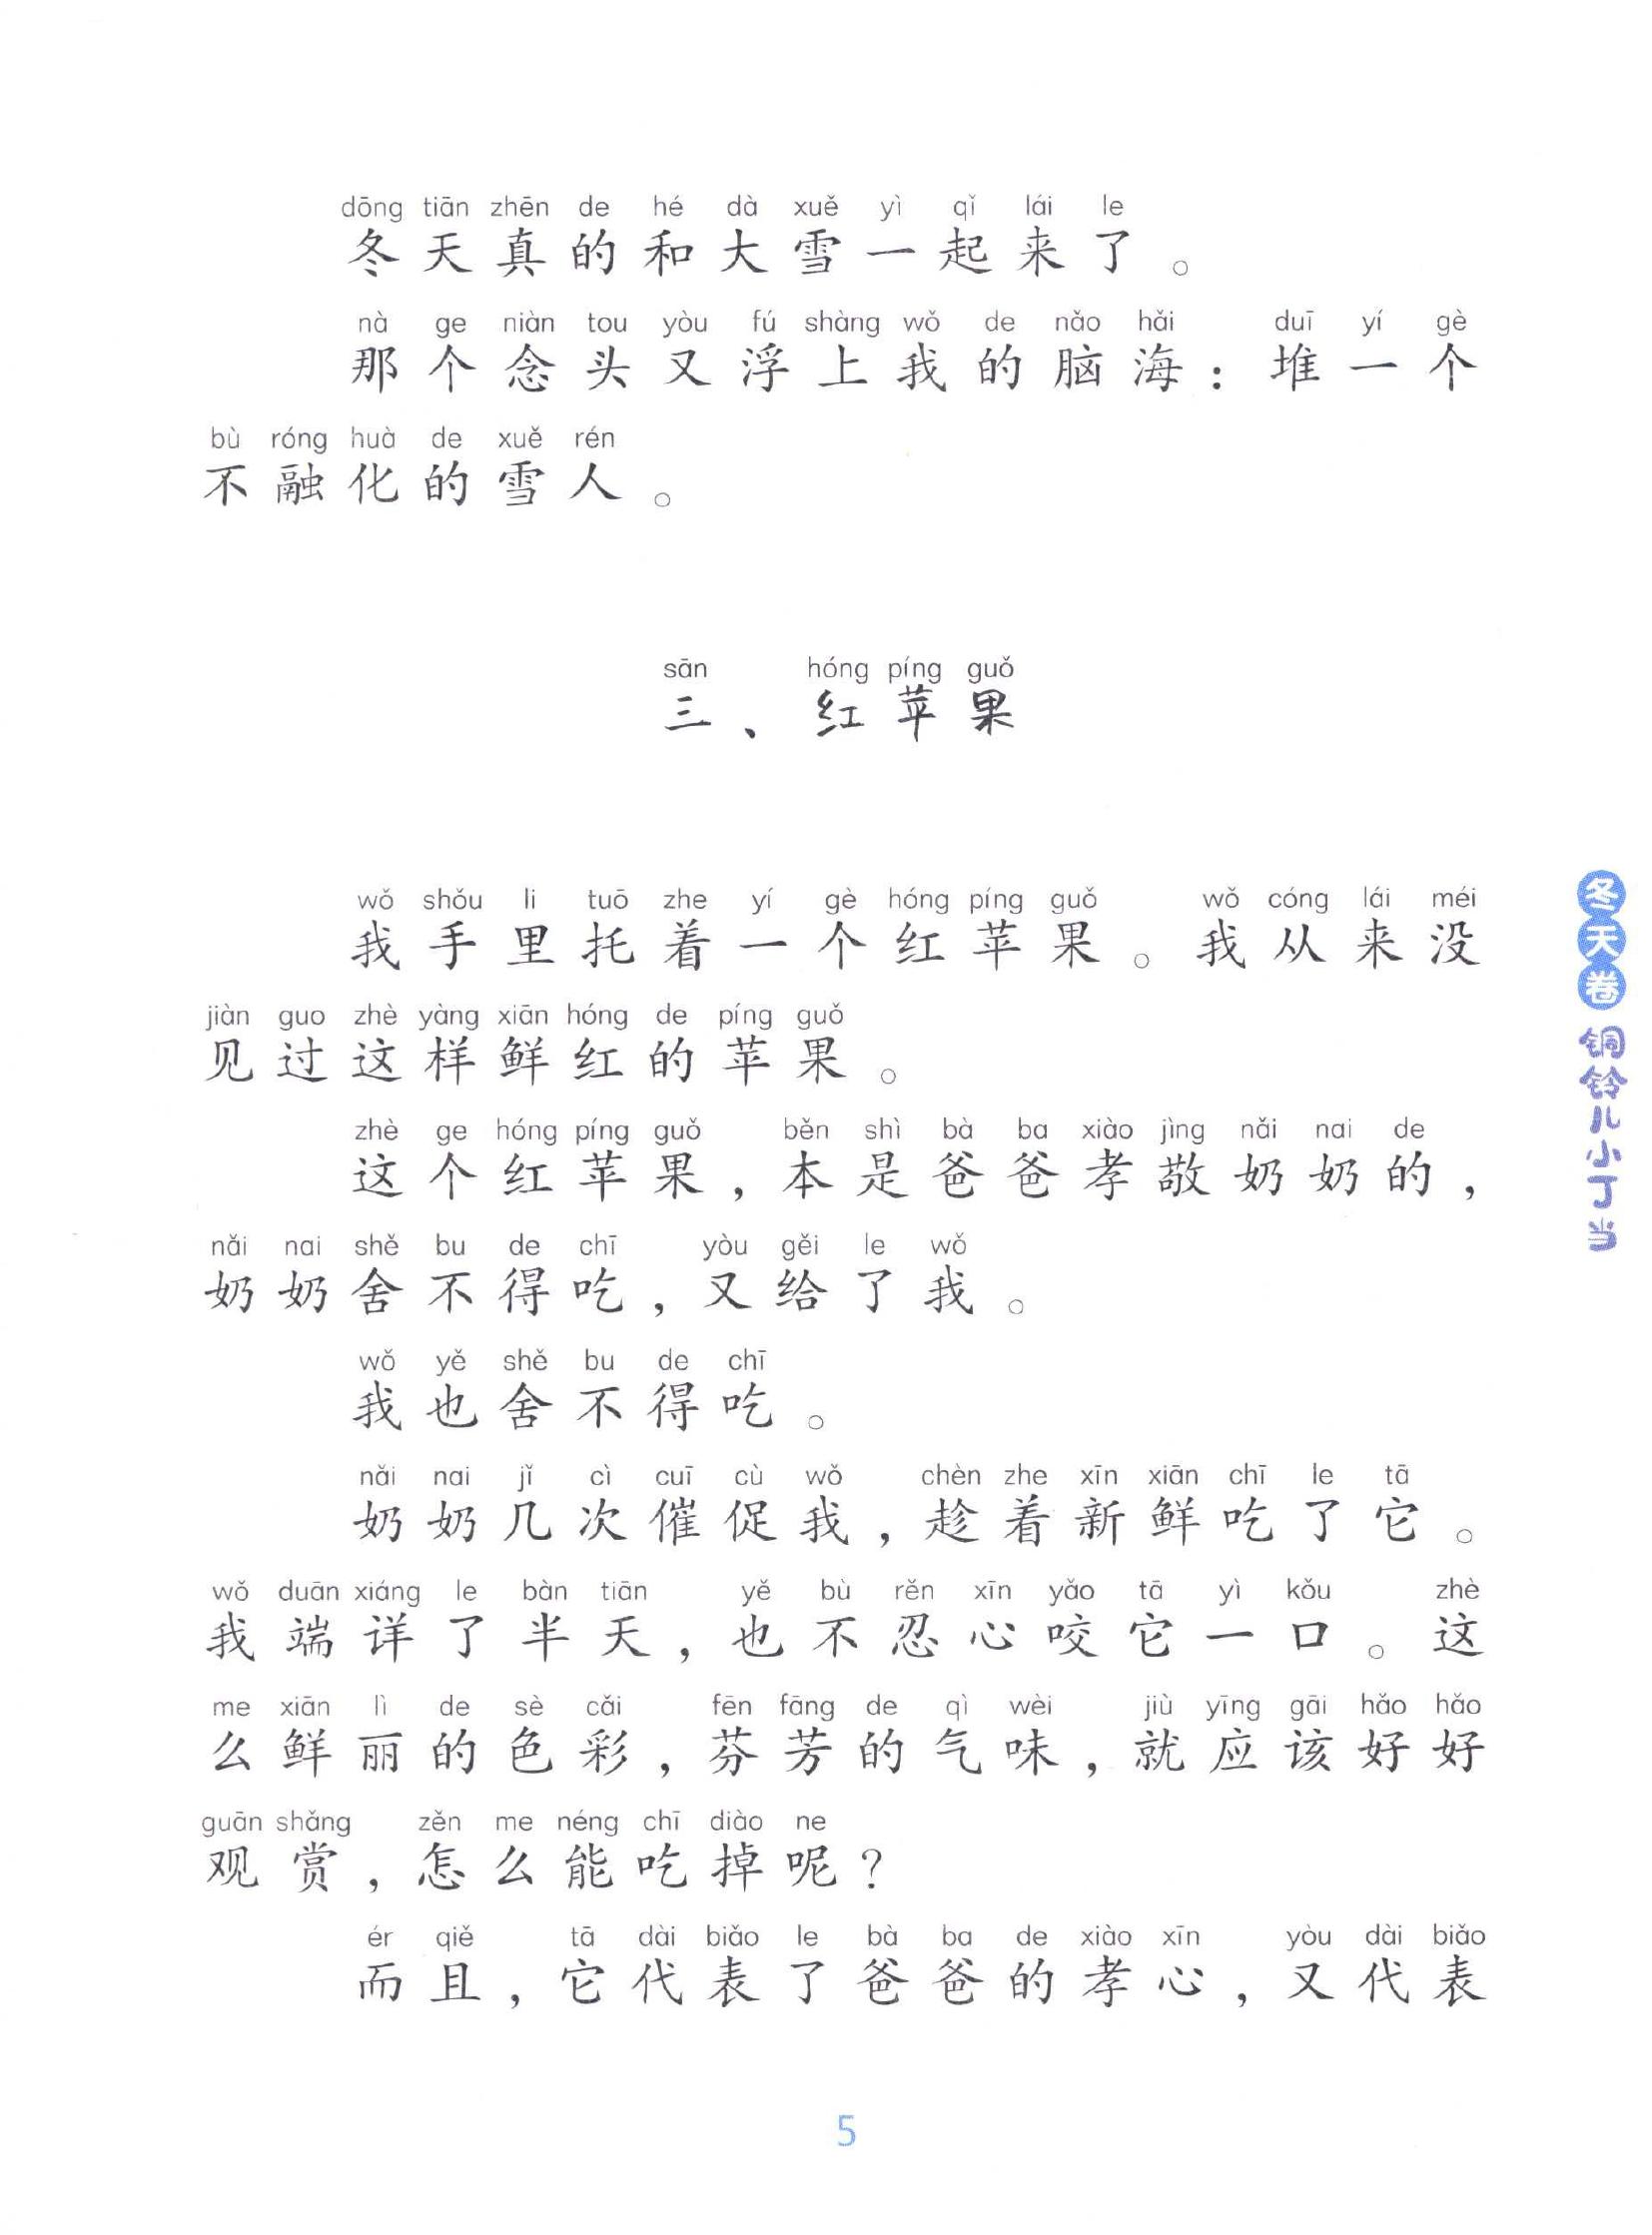 dōng tiān zhēn de hé dà xuě yì qǐ lái le
冬天真的和大雪一起来了。
nà ge niàn tou yòu fú shàng wǒ de nǎo hǎi duī yí gè
那个念头又浮上我的脑海：堆一个
bù róng huà de xuě rén
不融化的雪人。
sān hóng píng guǒ
三、红苹果
wǒ shǒu li tuō zhe yí gè hóng píng guǒ wǒ cóng lái méi
我手里托着一个红苹果。我从来没
jiàn guo zhè yàng xiān hóng de píng guǒ
见过这样鲜红的苹果。
zhè ge hóng píng guǒ běn shì bà ba xiào jìng nǎi nai de
这个红苹果，本是爸爸孝敬奶奶的，
nǎi nai shě bu de chī yòu gěi le wǒ
奶奶舍不得吃，又给了我。
wǒ yě shě bu de chī
我也舍不得吃。
nǎi nai jǐ cì cuī cù wǒ chèn zhe xīn xiān chī le tā
奶奶几次催促我，趁着新鲜吃了它。
wǒ duān xiáng le bàn tiān yě bù rěn xīn yǎo tā yì kǒu zhè
我端详了半天，也不忍心咬它一口。这
me xiān lì de sè cǎi fēn fāng de qì wèi jiù yīng gāi hǎo hǎo
么鲜丽的色彩，芬芳的气味，就应该好好
guān shǎng zěn me néng chī diào ne
观赏，怎么能吃掉呢？
ér qiě tā dài biǎo le bà ba de xiào xīn yòu dài biǎo
而且，它代表了爸爸的孝心，又代表
冬天卷 铜铃儿小丁当
5